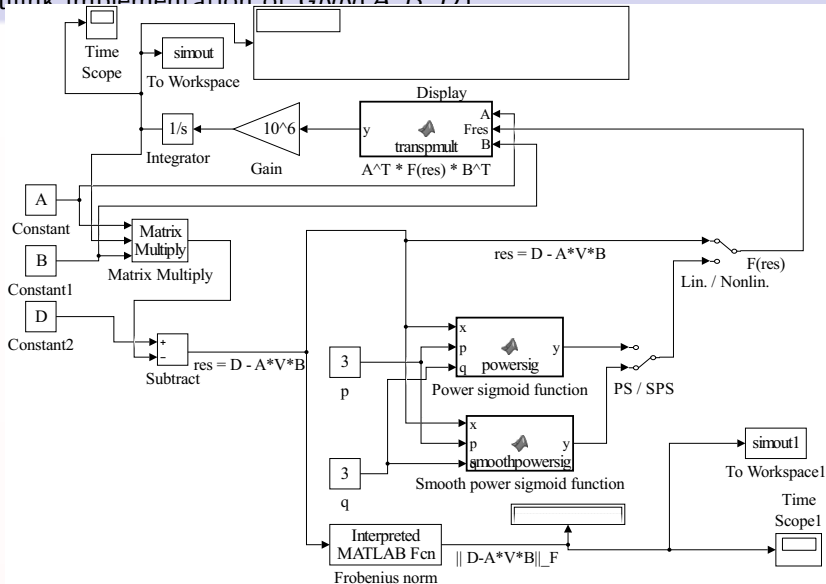 Time
Scope
simout
To Workspace
Display
1/s
Integrator
10^6
Gain
y
A
Fres
B
transpmult
A^T * F(res) * B^T
A
Constant
B
Constant1
D
Constant2
Matrix
Multiply
Matrix Multiply
+
−
Subtract
res = D - A*V*B
res = D - A*V*B
F(res)
Lin. / Nonlin.
3
p
3
q
x
p
q
y
powersig
Power sigmoid function
x
p
q
y
smoothpowersig
Smooth power sigmoid function
PS / SPS
simout1
To Workspace1
Time
Scope1
Interpreted
MATLAB Fcn
Frobenius norm
|| D-A*V*B||_F